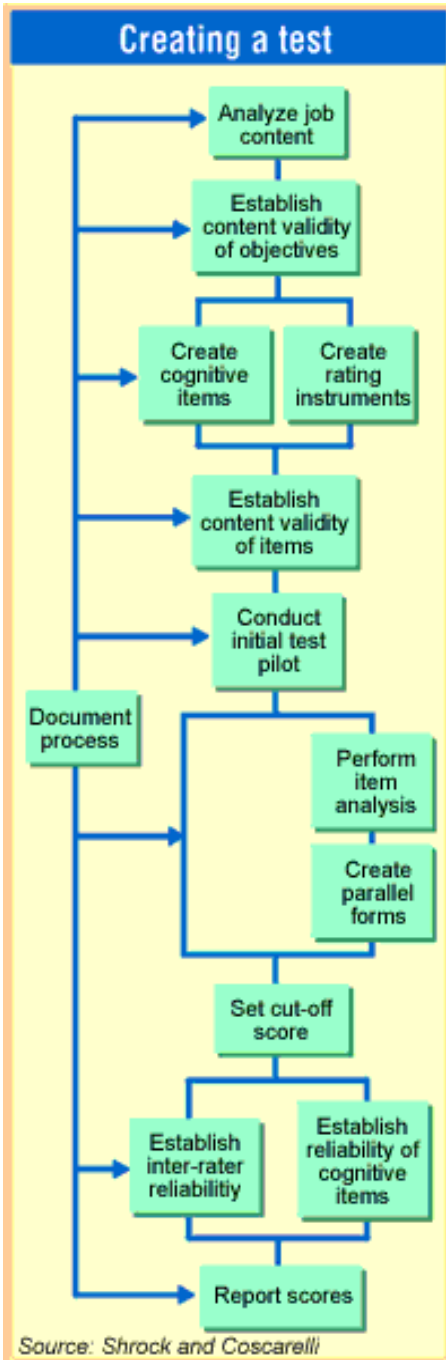 Creating a test
Analyze job
content
Establish
content validity
of objectives
Create
cognitive
items
Create
rating
instruments
Establish
content validity
of items
Conduct
initial test
pilot
Document
process
Perform
item
analysis
Create
parallel
forms
Set cut-off
score
Establish
inter-rater
reliabilitiy
Establish
reliability of
cognitive
items
Report scores
Source: Shrock and Coscarelli